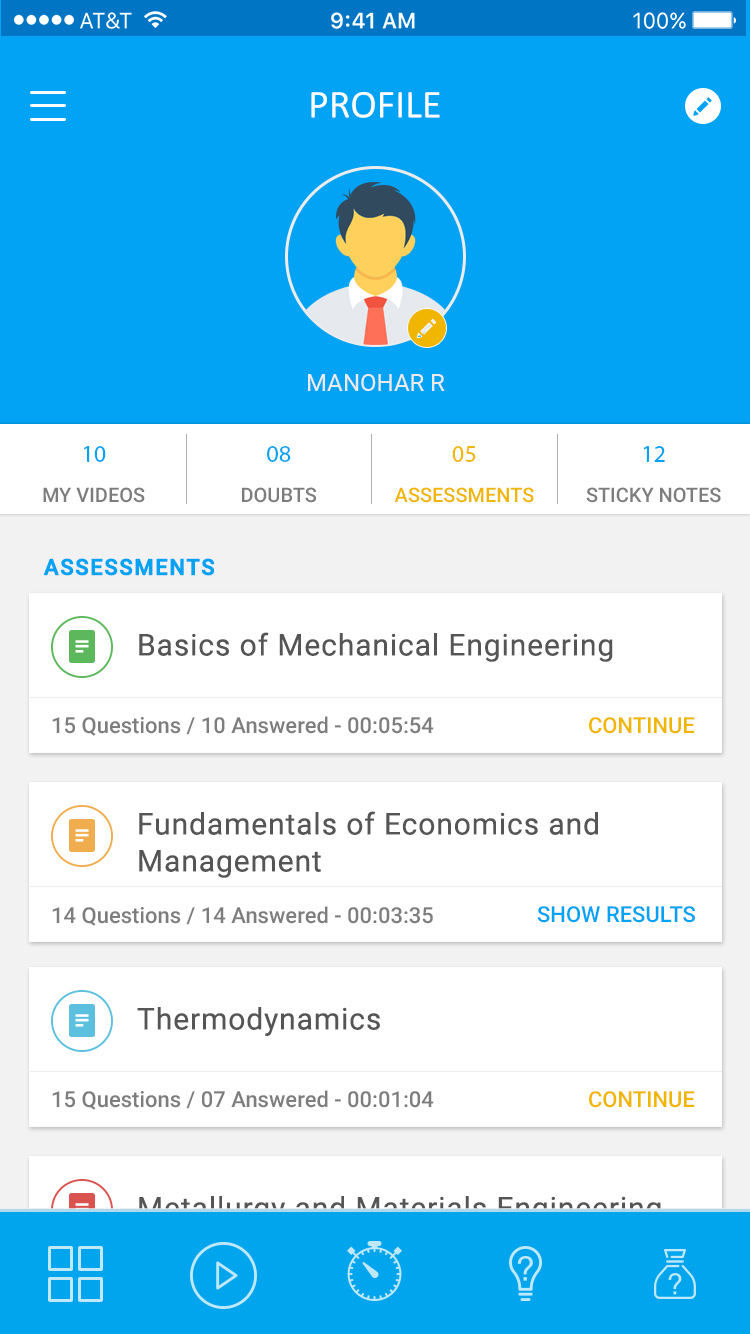 AT&T 9:41 AM 100%
PROFILE
MANOHAR R
10 08 05 12
MY VIDEOS DOUBTS ASSESSMENTS STICKY NOTES
ASSESSMENTS
Basics of Mechanical Engineering
15 Questions / 10 Answered - 00:05:54 CONTINUE
Fundamentals of Economics and
Management
14 Questions / 14 Answered - 00:03:35 SHOW RESULTS
Thermodynamics
15 Questions / 07 Answered - 00:01:04 CONTINUE
Metallurgy and Materials Engineering
? ?